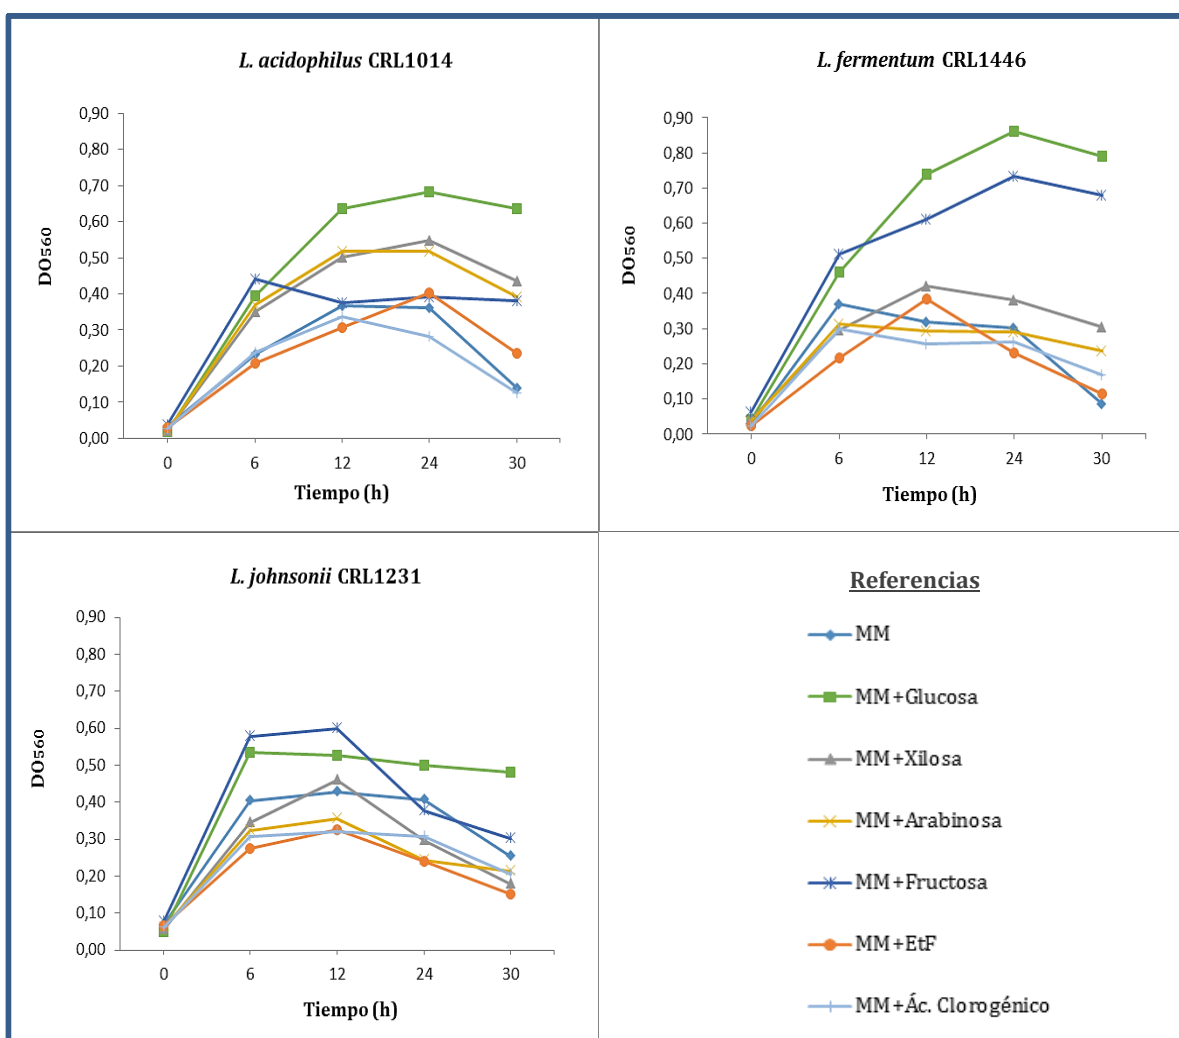 L. acidophilus CRL1014
0,90
0,80
0,70
0,60
0,50
0,40
0,30
0,20
0,10
0,00
DO560
0 6 12 24 30
Tiempo (h)
L. fermentum CRL1446
0,90
0,80
0,70
0,60
0,50
0,40
0,30
0,20
0,10
0,00
DO560
0 6 12 24 30
Tiempo (h)
L. johnsonii CRL1231
0,90
0,80
0,70
0,60
0,50
0,40
0,30
0,20
0,10
0,00
DO560
0 6 12 24 30
Tiempo (h)
Referencias
MM
MM+Glucosa
MM+Xilosa
MM+Arabinosa
MM+Fructosa
MM+EtF
MM+Ác. Clorogénico